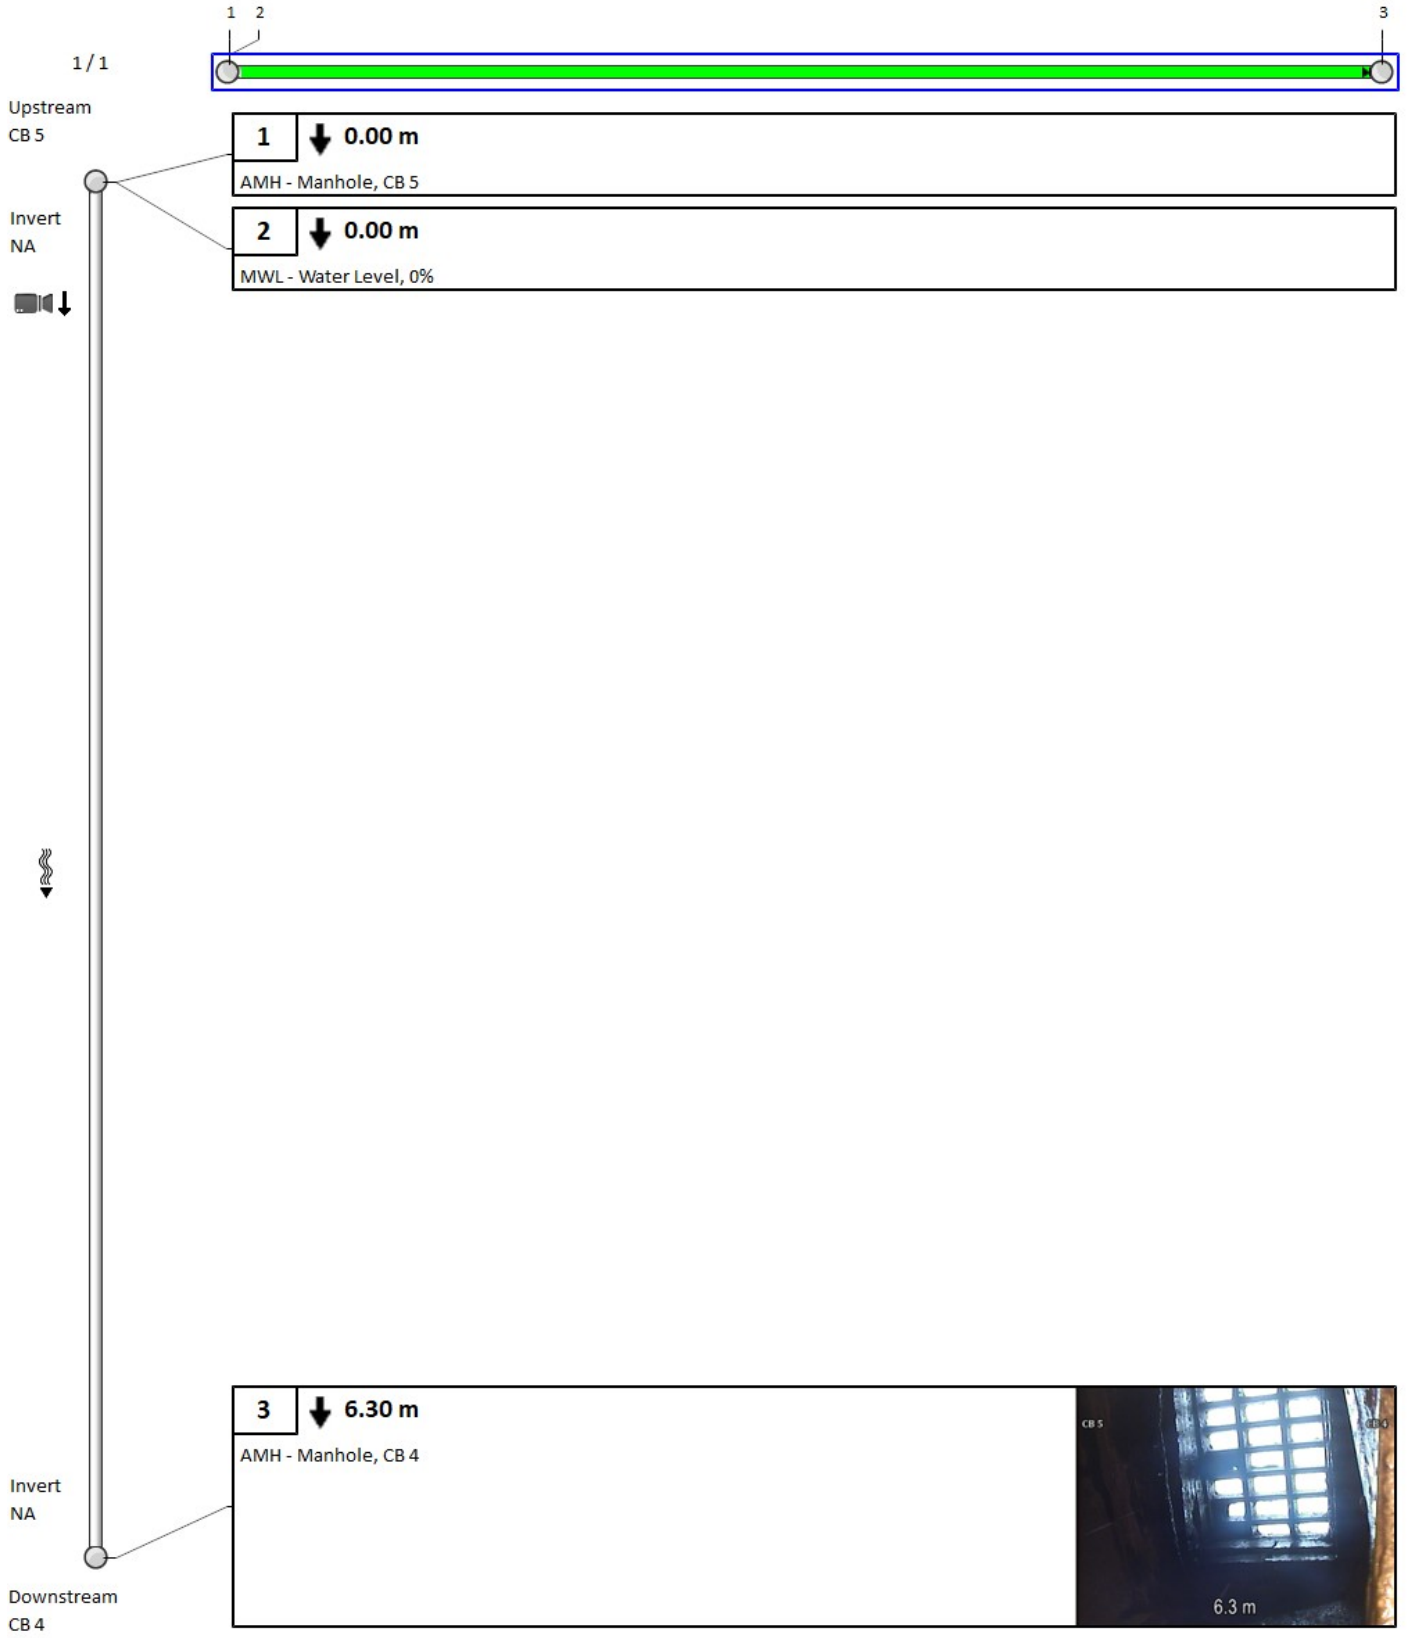 1 2 3
1 / 1
Upstream
CB 5
1 0.00 m
AMH - Manhole, CB 5
Invert
NA
2 0.00 m
MWL - Water Level, 0%
3 6.30 m
AMH - Manhole, CB 4
CB 5 CB 4
6.3 m
Invert
NA
Downstream
CB 4